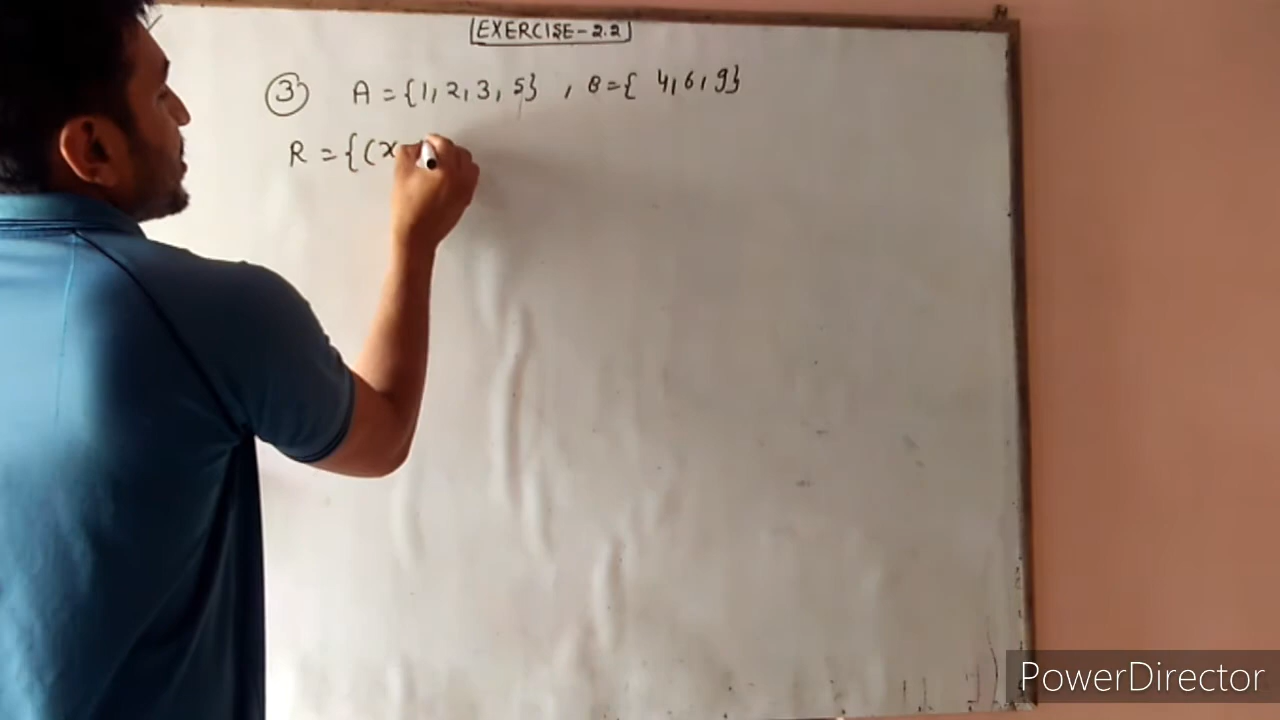 EXERCISE-2.2
3 A = {1, 2, 3, 5} , B = { 4, 6, 9}
R = {(x
PowerDirector